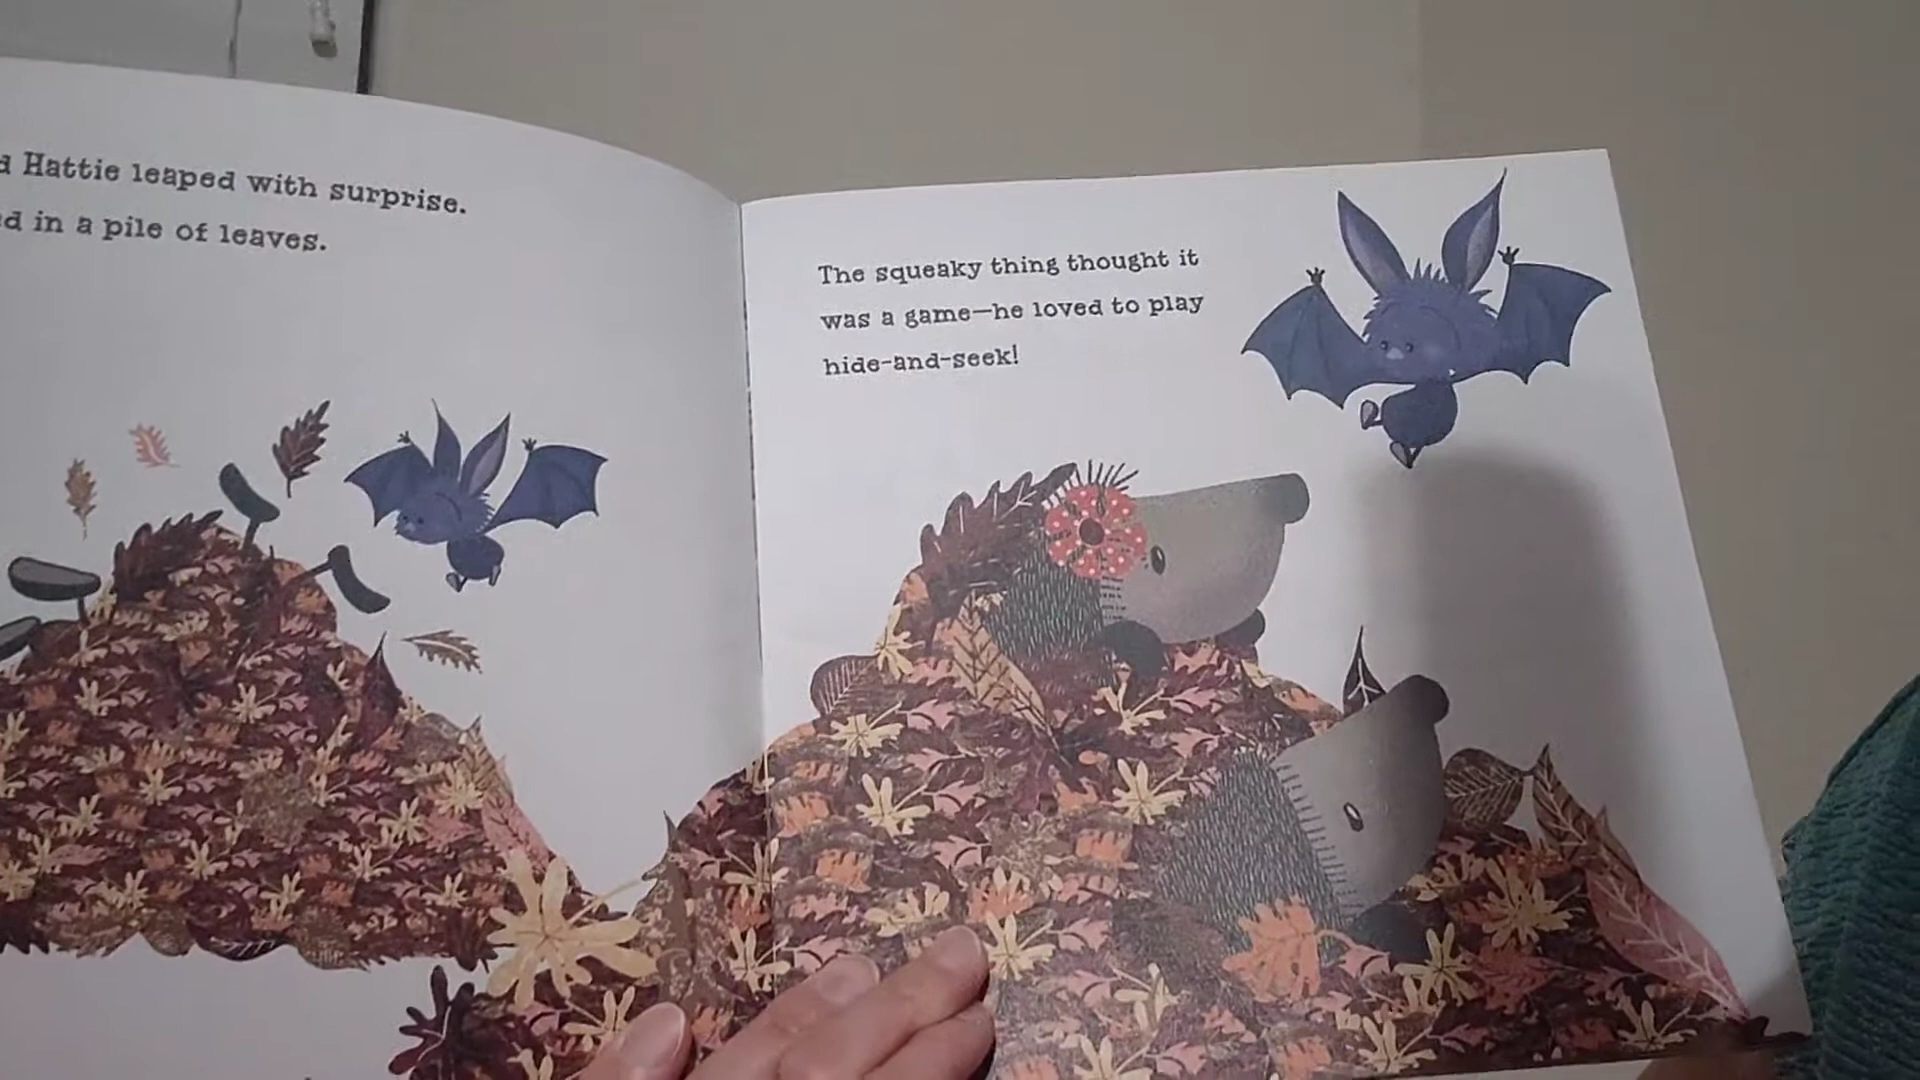 Hattie leaped with surprise.
in a pile of leaves.
The squeaky thing thought it
was a game—he loved to play
hide-and-seek!